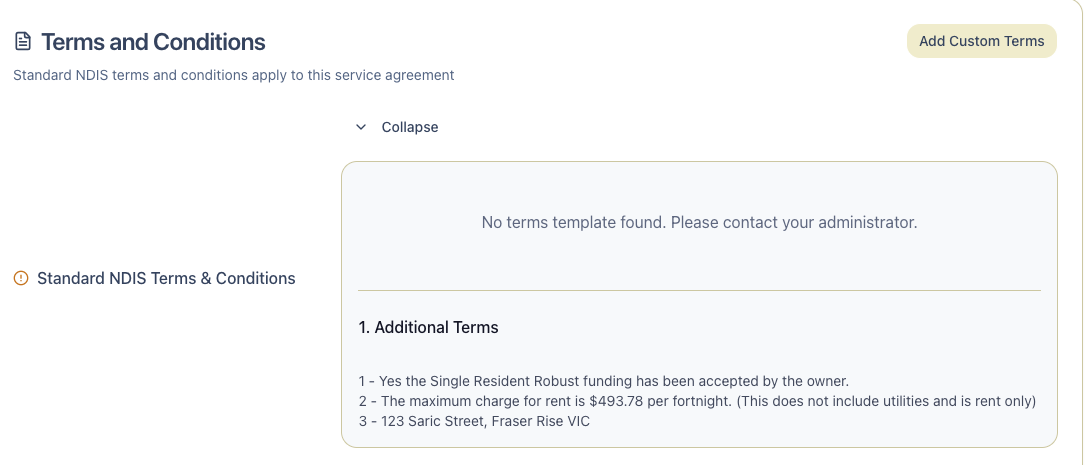 Terms and Conditions
Add Custom Terms
Standard NDIS terms and conditions apply to this service agreement
Collapse
No terms template found. Please contact your administrator.
Standard NDIS Terms & Conditions
1. Additional Terms
1 - Yes the Single Resident Robust funding has been accepted by the owner.
2 - The maximum charge for rent is $493.78 per fortnight. (This does not include utilities and is rent only)
3 - 123 Saric Street, Fraser Rise VIC